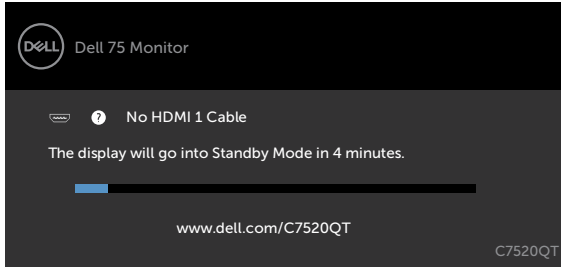 DELL
Dell 75 Monitor
? No HDMI 1 Cable
The display will go into Standby Mode in 4 minutes.
www.dell.com/C7520QT
C7520QT